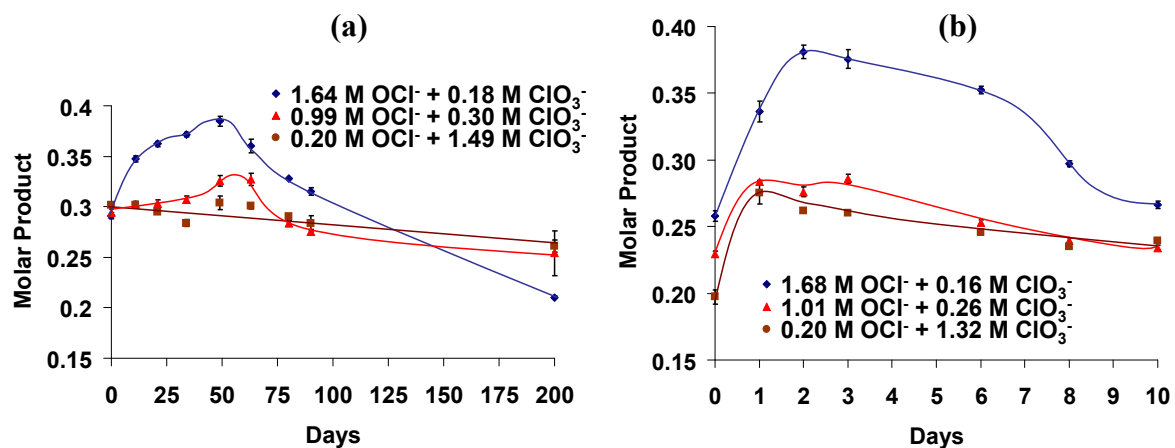 (a)
1.64 M OCl⁻ + 0.18 M ClO₃⁻
0.99 M OCl⁻ + 0.30 M ClO₃⁻
0.20 M OCl⁻ + 1.49 M ClO₃⁻
Molar Product
0.4
0.35
0.3
0.25
0.2
0.15
0 25 50 75 100 125 150 175 200
Days
(b)
Molar Product
0.40
0.35
0.30
0.25
0.20
0.15
1.68 M OCl⁻ + 0.16 M ClO₃⁻
1.01 M OCl⁻ + 0.26 M ClO₃⁻
0.20 M OCl⁻ + 1.32 M ClO₃⁻
0 1 2 3 4 5 6 7 8 9 10
Days